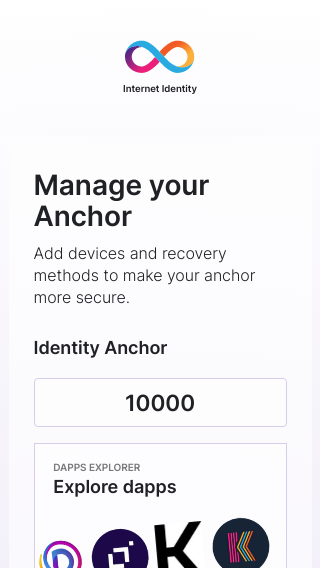 Internet Identity
Manage your
Anchor
Add devices and recovery
methods to make your anchor
more secure.
Identity Anchor
10000
DAPPS EXPLORER
Explore dapps